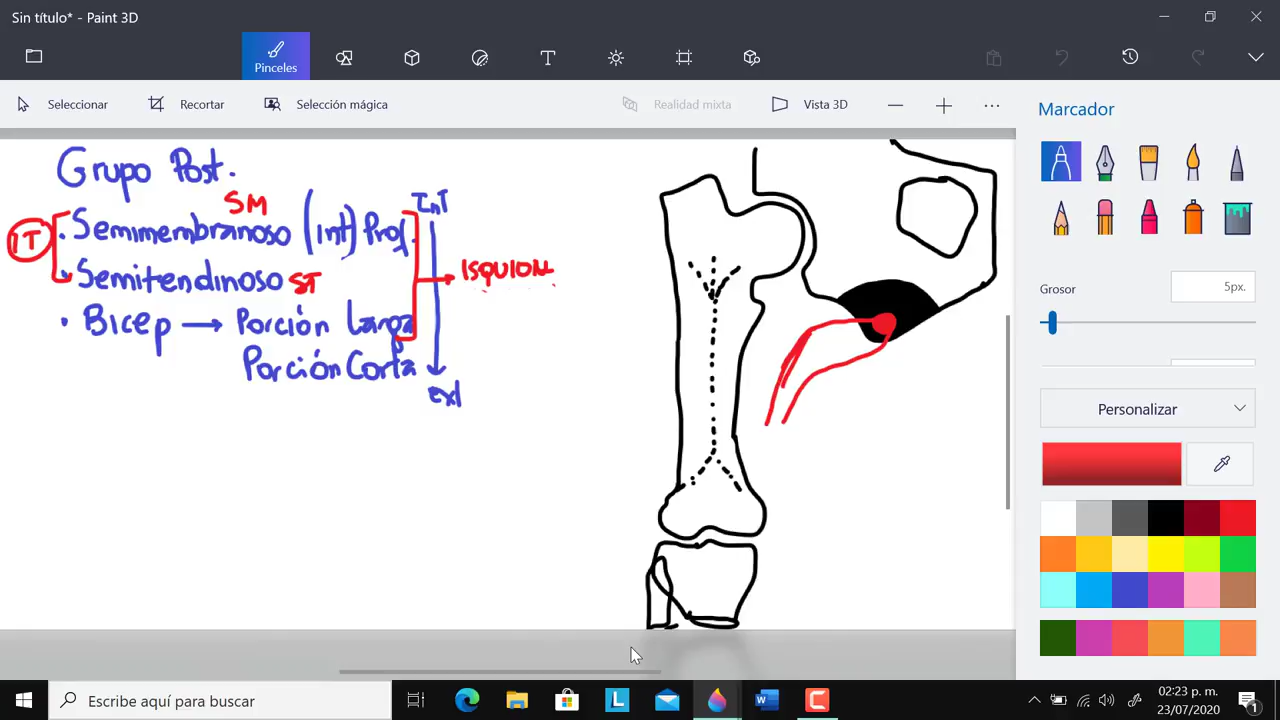 Sin título* - Paint 3D
Pinceles
Seleccionar
Recortar
Selección mágica
Realidad mixta
Vista 3D
Marcador
Grosor
5px.
Personalizar
Grupo Post.
SM
InT
IT
· Semimembranoso (Int) Prof.
· Semitendinoso ST
ISQUION
· Bicep → Porción Larga
Porción Corta
ext
Escribe aquí para buscar
02:23 p. m.
23/07/2020